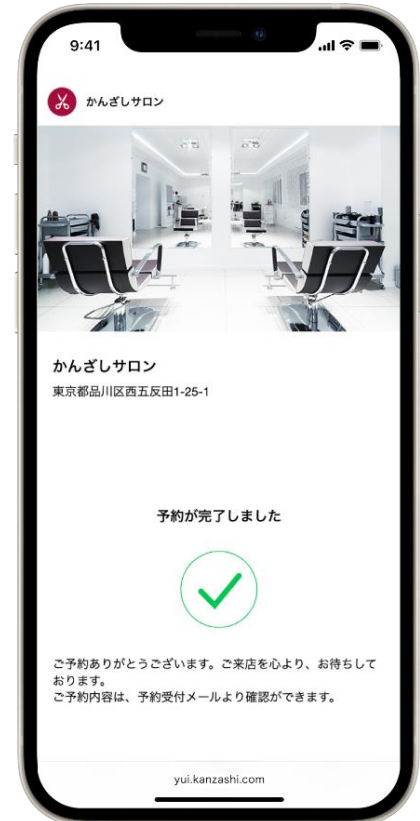 9:41
かんざしサロン
かんざしサロン
東京都品川区西五反田1-25-1
予約が完了しました
ご予約ありがとうございます。ご来店を心より、お待ちして
おります。
ご予約内容は、予約受付メールより確認ができます。
yui.kanzashi.com